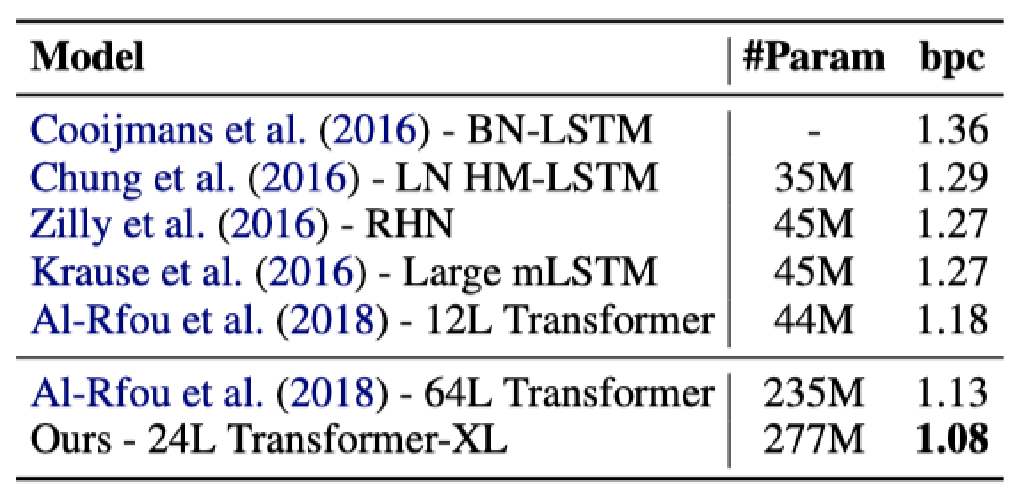 Model #Param bpc
Cooijmans et al. (2016) - BN-LSTM - 1.36
Chung et al. (2016) - LN HM-LSTM 35M 1.29
Zilly et al. (2016) - RHN 45M 1.27
Krause et al. (2016) - Large mLSTM 45M 1.27
Al-Rfou et al. (2018) - 12L Transformer 44M 1.18
Al-Rfou et al. (2018) - 64L Transformer 235M 1.13
Ours - 24L Transformer-XL 277M 1.08